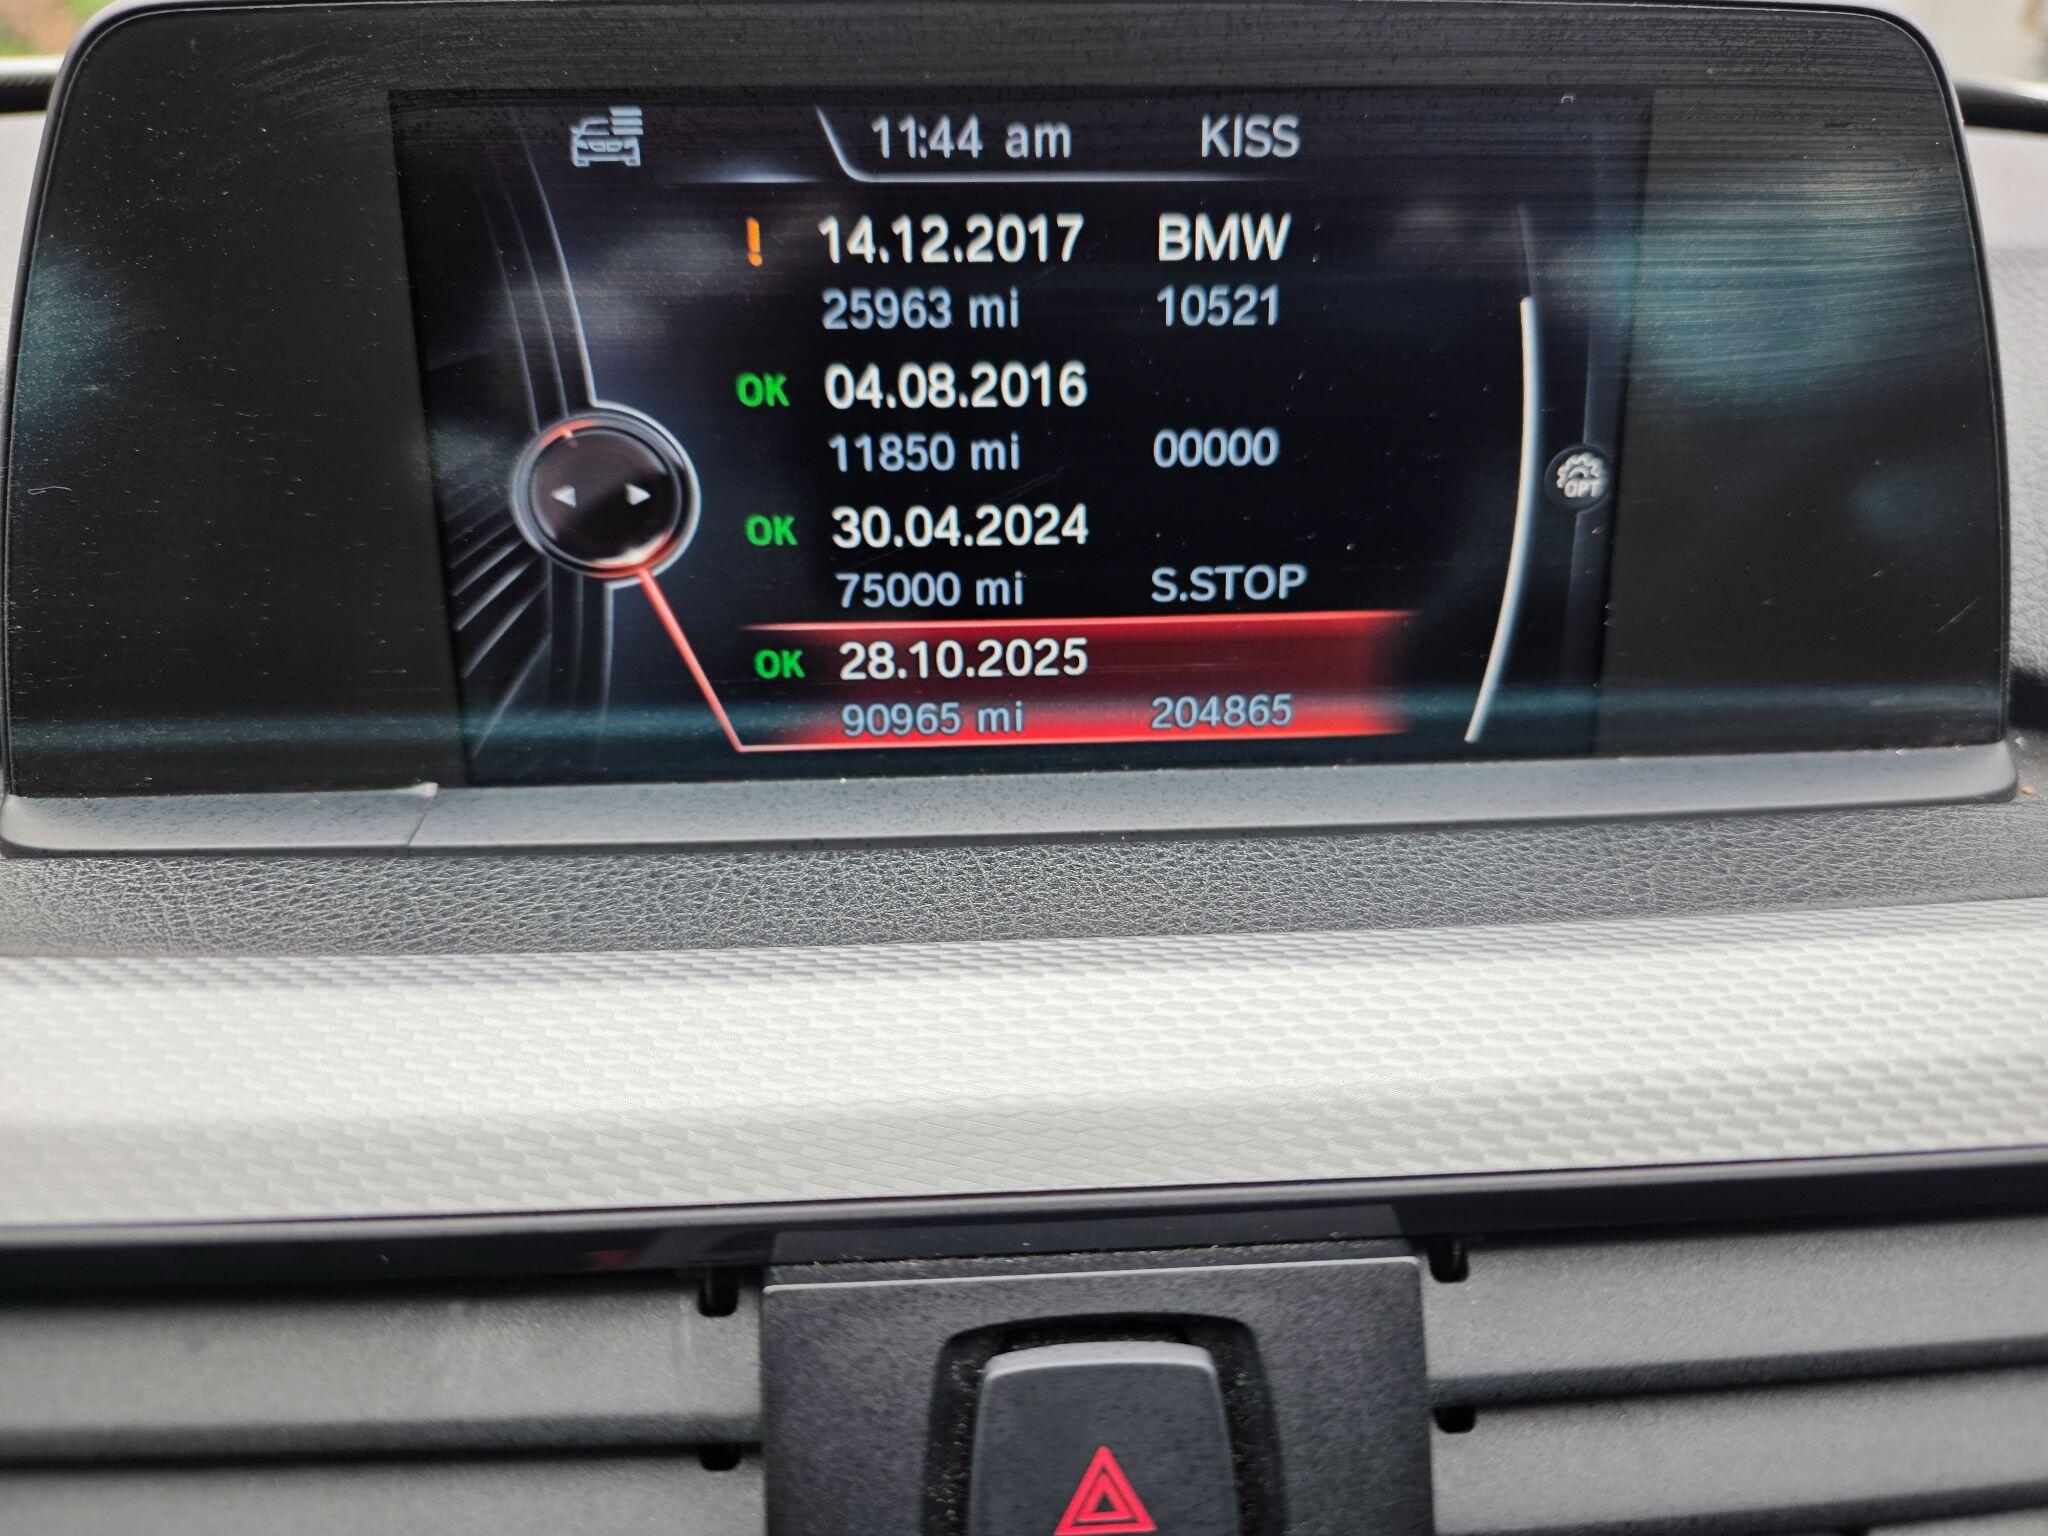 11:44 am KISS
! 14.12.2017 BMW
25963 mi 10521
OK 04.08.2016
11850 mi 00000
OK 30.04.2024
75000 mi S.STOP
OK 28.10.2025
90965 mi 204865
OPT